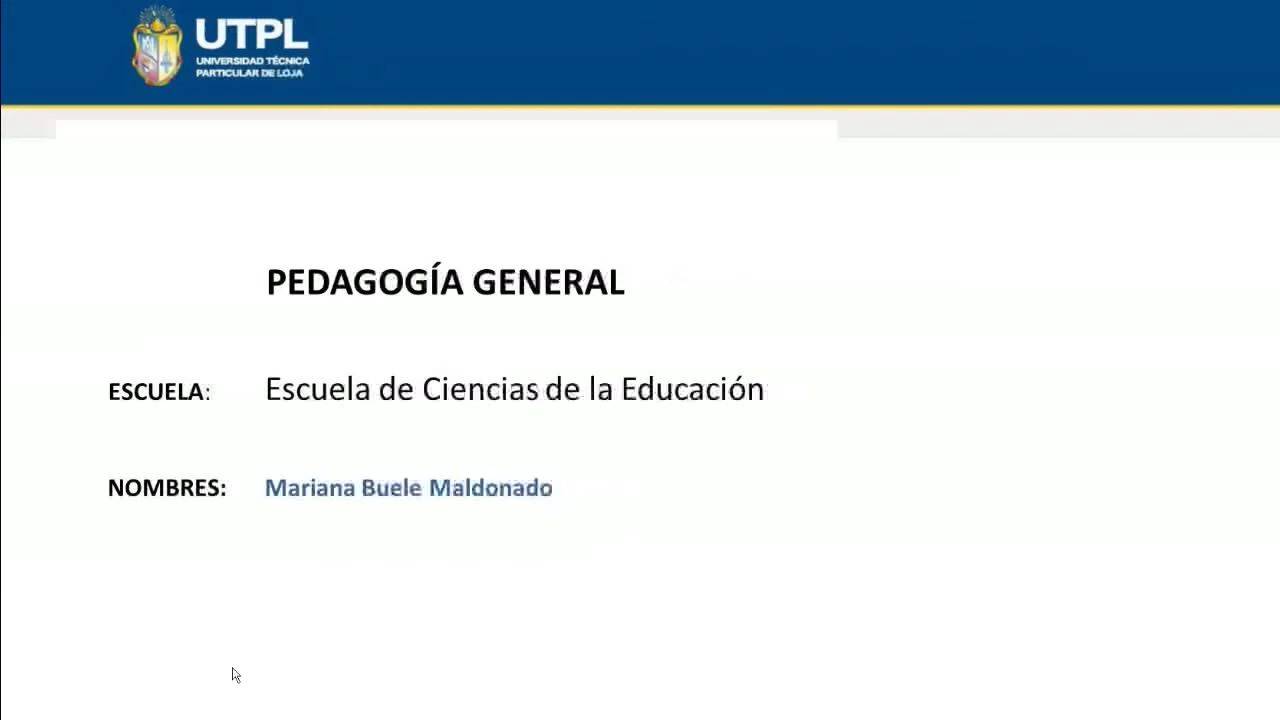 UTPL
UNIVERSIDAD TÉCNICA
PARTICULAR DE LOJA
PEDAGOGÍA GENERAL
ESCUELA: Escuela de Ciencias de la Educación
NOMBRES: Mariana Buele Maldonado